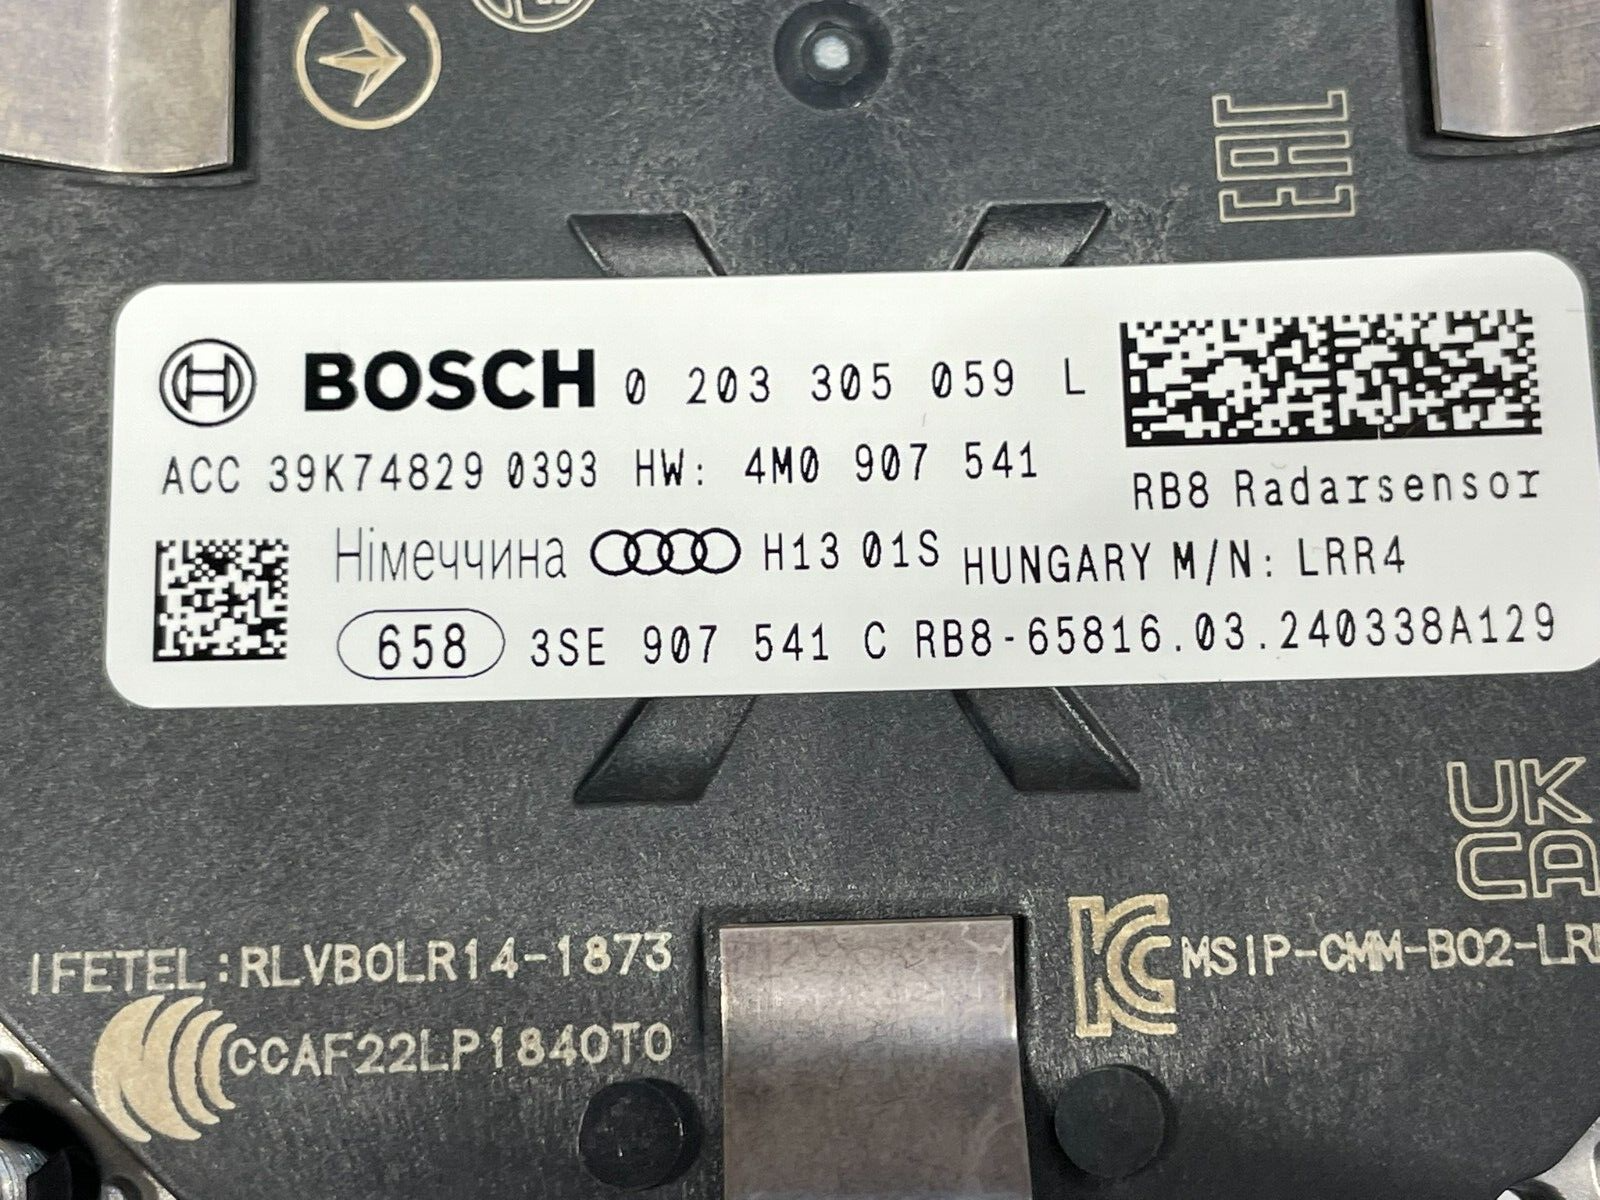 EAC
BOSCH 0 203 305 059 L
ACC 39K74829 0393 HW: 4M0 907 541
RB8 Radarsensor
Німеччина H13 01S HUNGARY M/N: LRR4
658 3SE 907 541 C RB8-65816.03.240338A129
UK
CA
IFETEL:RLVBOLR14-1873
MSIP-CMM-BO2-LR
CCAF22LP1840T0